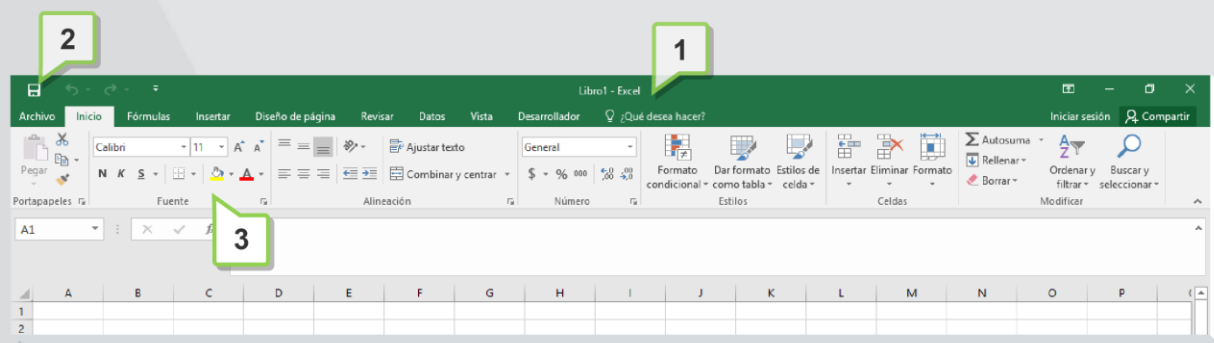 2
1
Libro1 - Excel
Archivo Inicio Fórmulas Insertar Diseño de página Revisar Datos Vista Desarrollador ¿Qué desea hacer? Iniciar sesión Compartir
Pegar Calibri 11 A A Ajustar texto General Formato condicional Dar formato como tabla Estilos de celda Insertar Eliminar Formato Autosuma Rellenar Borrar Ordenar y filtrar Buscar y seleccionar
N K S A Combinar y centrar $ % 000
Portapapeles Fuente Alineación Número Estilos Celdas Modificar
A1
3
A B C D E F G H I J K L M N O P
1
2